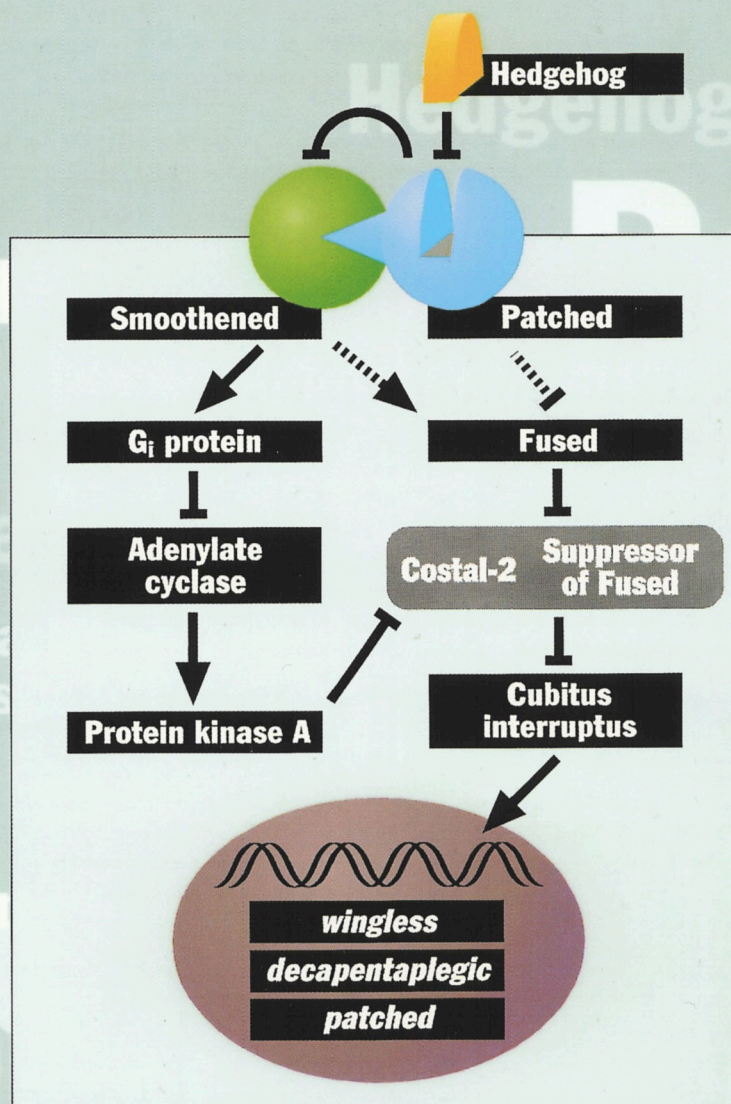 Hedgehog
Hedgehog
Smoothened
Patched
Gi protein
Fused
Adenylate
cyclase
Costal-2
Suppressor
of Fused
Protein kinase A
Cubitus
interruptus
wingless
decapentaplegic
patched